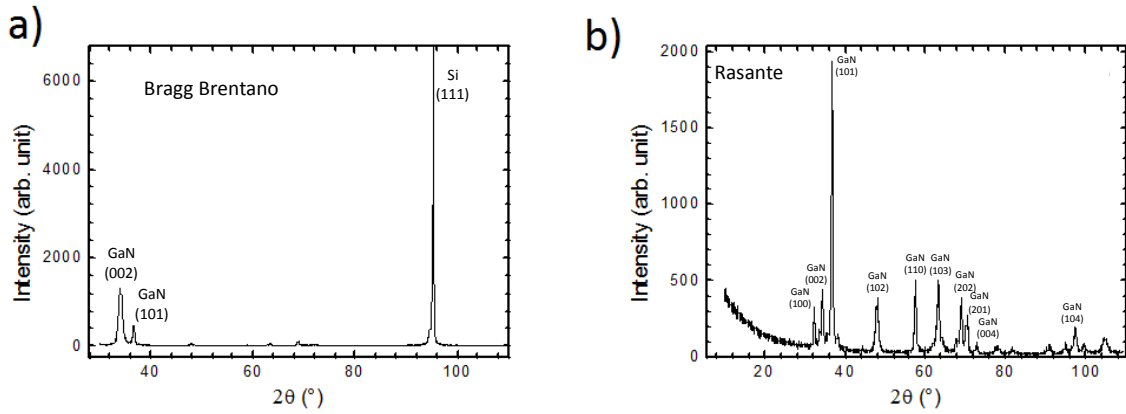 a)
Bragg Brentano
Si
(111)
GaN
(002)
GaN
(101)
6000
4000
2000
0
40
60
80
100
Intensity (arb. unit)
2θ (°)
b)
Rasante
GaN
(101)
GaN
(100)
GaN
(002)
GaN
(102)
GaN
(110)
GaN
(103)
GaN
(202)
GaN
(201)
GaN
(004)
GaN
(104)
2000
1500
1000
500
0
20
40
60
80
100
Intensity (arb. unit)
2θ (°)